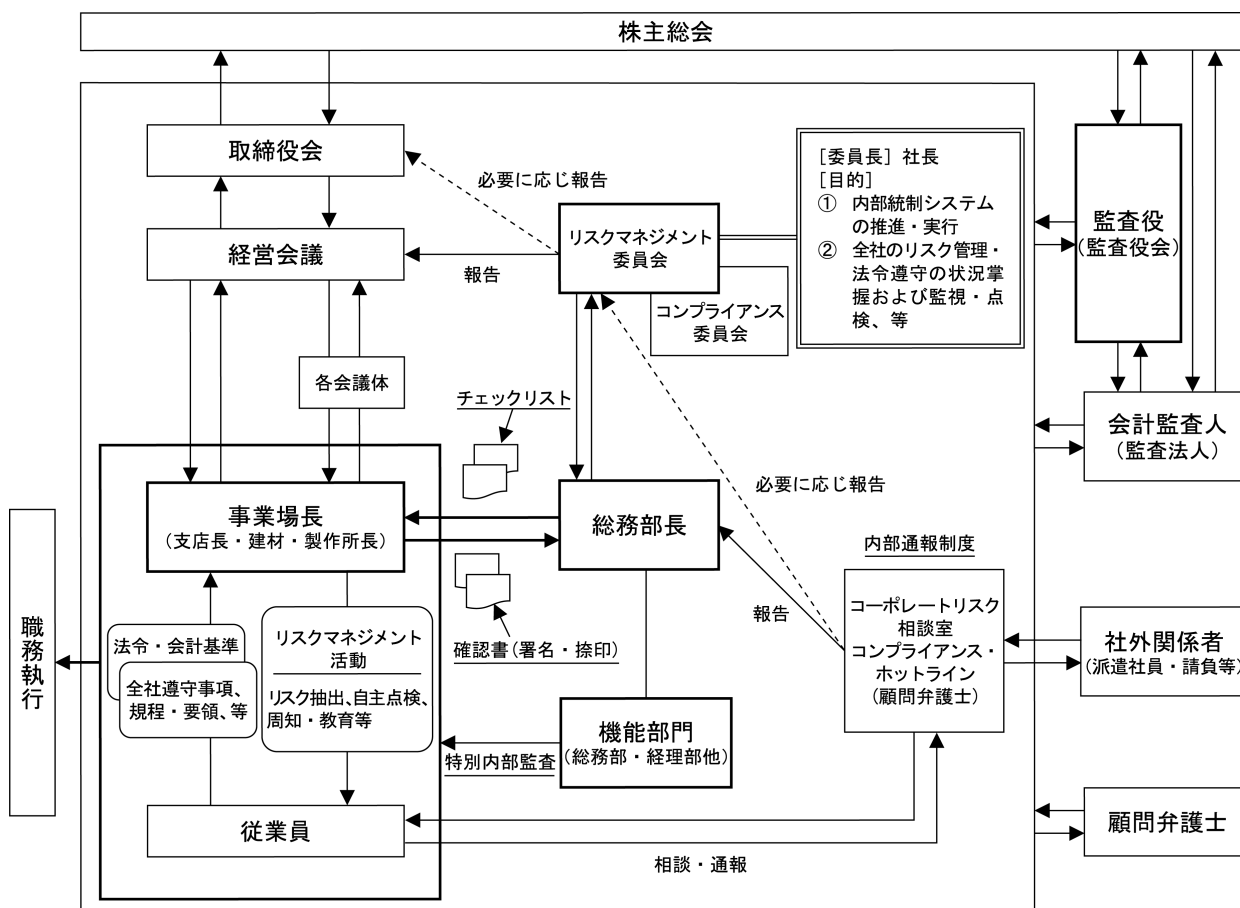 株主総会
取締役会
必要に応じ報告
経営会議
報告
リスクマネジメント
委員会
コンプライアンス
委員会
[委員長] 社長
[目的]
① 内部統制システム
の推進・実行
② 全社のリスク管理・
法令遵守の状況掌
握および監視・点
検、等
監査役
(監査役会)
各会議体
チェックリスト
会計監査人
(監査法人)
事業場長
(支店長・建材・製作所長)
総務部長
必要に応じ報告
内部通報制度
報告
コーポレートリスク
相談室
コンプライアンス・
ホットライン
(顧問弁護士)
社外関係者
(派遣社員・請負等)
職務執行
法令・会計基準
全社遵守事項、
規程・要領、等
リスクマネジメント
活動
リスク抽出、自主点検、
周知・教育等
確認書(署名・捺印)
機能部門
(総務部・経理部他)
特別内部監査
従業員
相談・通報
顧問弁護士